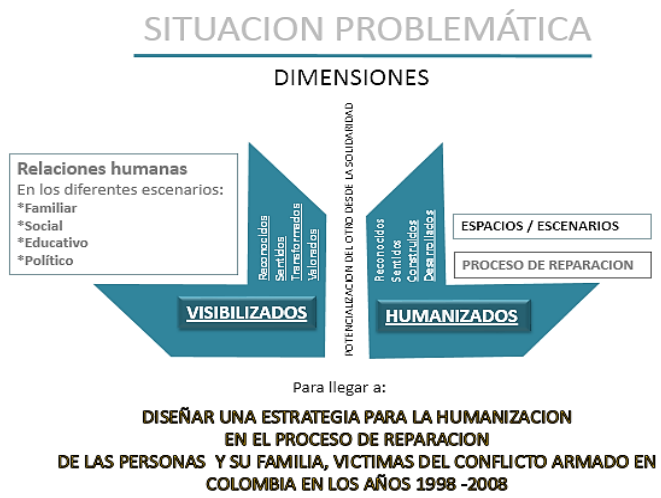 SITUACION PROBLEMÁTICA
DIMENSIONES
Relaciones humanas
En los diferentes escenarios:
*Familiar
*Social
*Educativo
*Político
Reconocidos
Sentidos
Transformados
Valorados
VISIBILIZADOS
POTENCIALIZACION DEL OTRO DESDE LA SOLIDARIDAD
Reconocidos
Sentidos
Construidos
Desarrollados
HUMANIZADOS
ESPACIOS / ESCENARIOS
PROCESO DE REPARACION
Para llegar a:
DISEÑAR UNA ESTRATEGIA PARA LA HUMANIZACION
EN EL PROCESO DE REPARACION
DE LAS PERSONAS Y SU FAMILIA, VICTIMAS DEL CONFLICTO ARMADO EN
COLOMBIA EN LOS AÑOS 1998 -2008